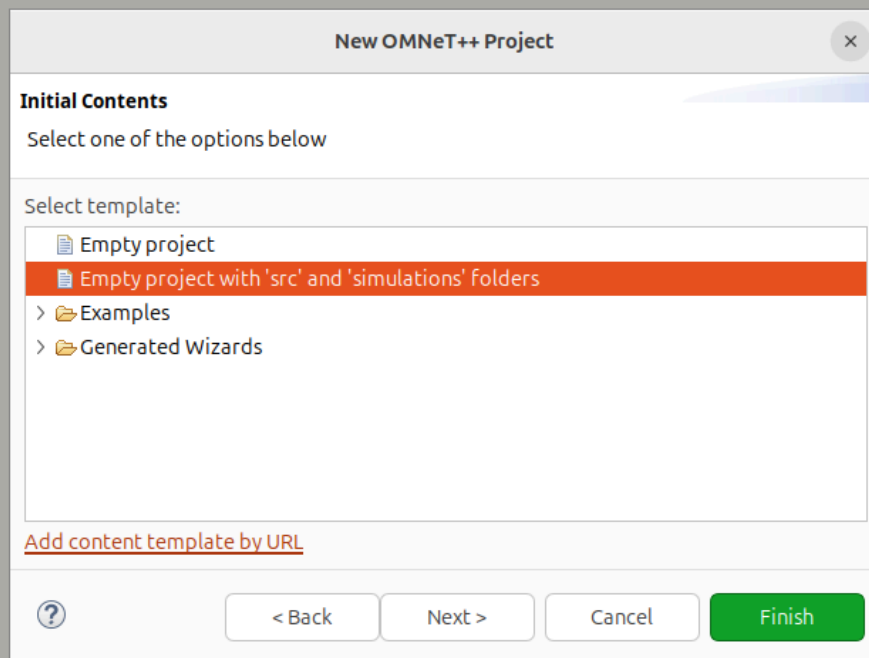 New OMNeT++ Project
Initial Contents
Select one of the options below
Select template:
Empty project
Empty project with 'src' and 'simulations' folders
Examples
Generated Wizards
Add content template by URL
< Back
Next >
Cancel
Finish